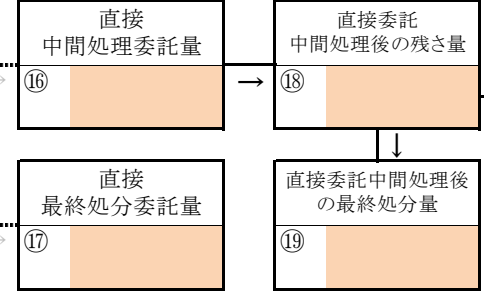 直接
中間処理委託量
⑯
→
直接委託
中間処理後の残さ量
⑱
↓
直接
最終処分委託量
⑰
直接委託中間処理後
の最終処分量
⑲